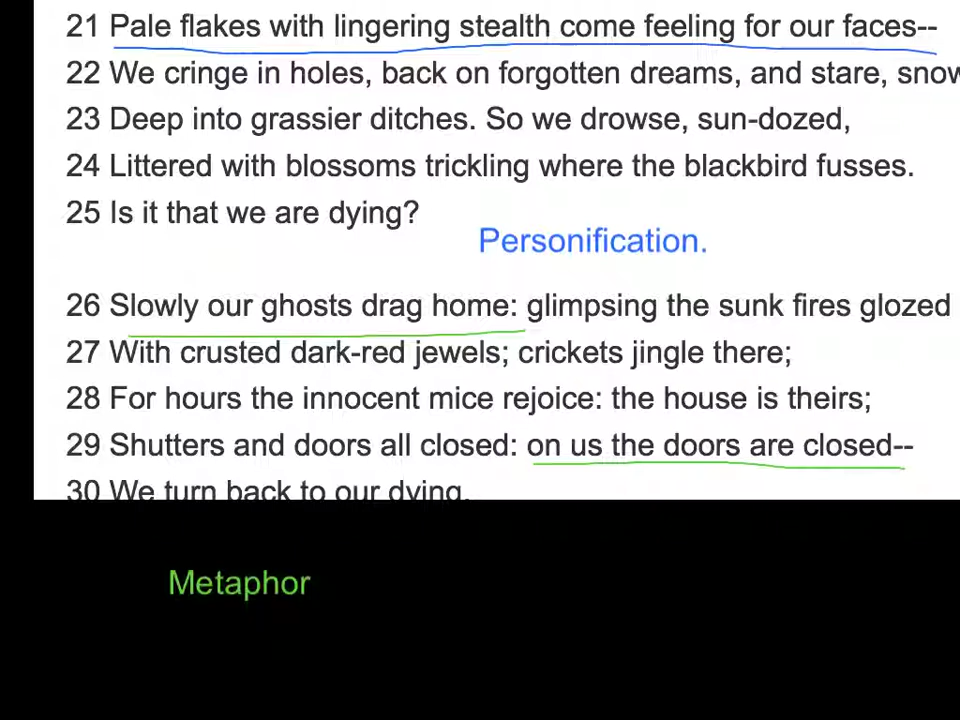 21 Pale flakes with lingering stealth come feeling for our faces--
22 We cringe in holes, back on forgotten dreams, and stare, snow
23 Deep into grassier ditches. So we drowse, sun-dozed,
24 Littered with blossoms trickling where the blackbird fusses.
25 Is it that we are dying?
Personification.
26 Slowly our ghosts drag home: glimpsing the sunk fires glozed
27 With crusted dark-red jewels; crickets jingle there;
28 For hours the innocent mice rejoice: the house is theirs;
29 Shutters and doors all closed: on us the doors are closed--
30 We turn back to our dying.
Metaphor